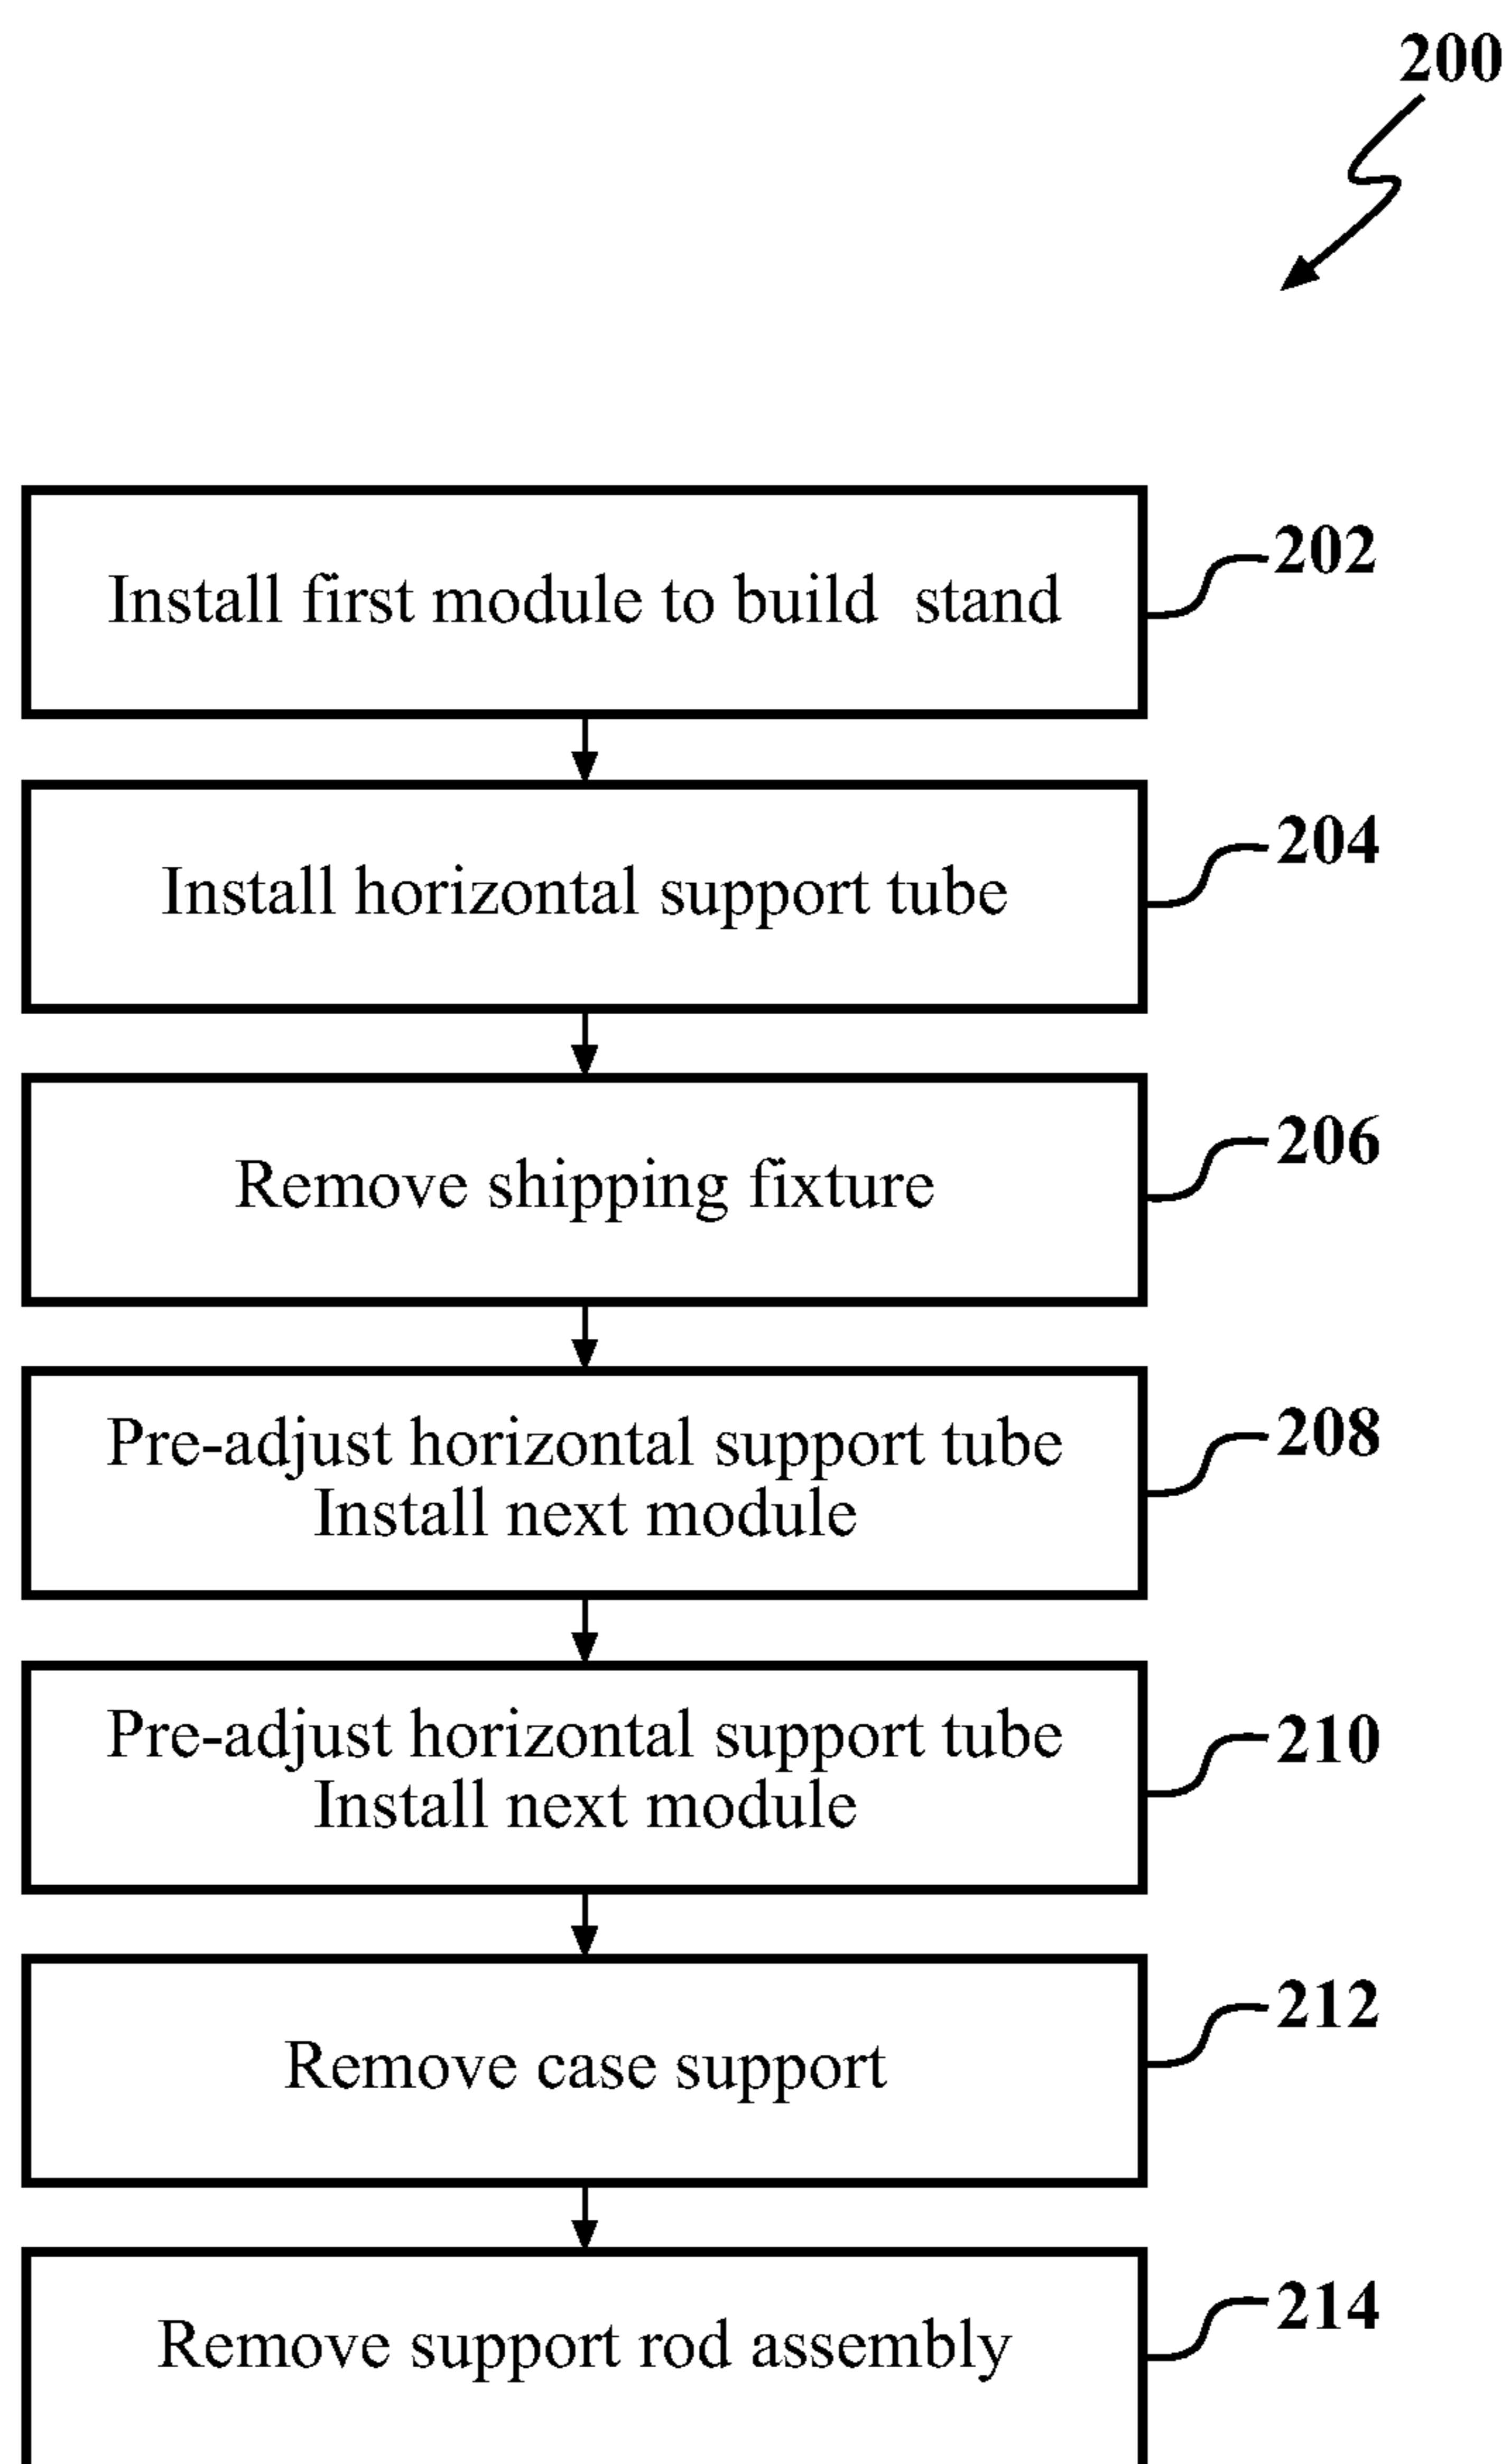 200
Install first module to build  stand
202
Install horizontal support tube
204
Remove shipping fixture
206
Pre-adjust horizontal support tube
Install next module
208
Pre-adjust horizontal support tube
Install next module
210
Remove case support
212
Remove support rod assembly
214